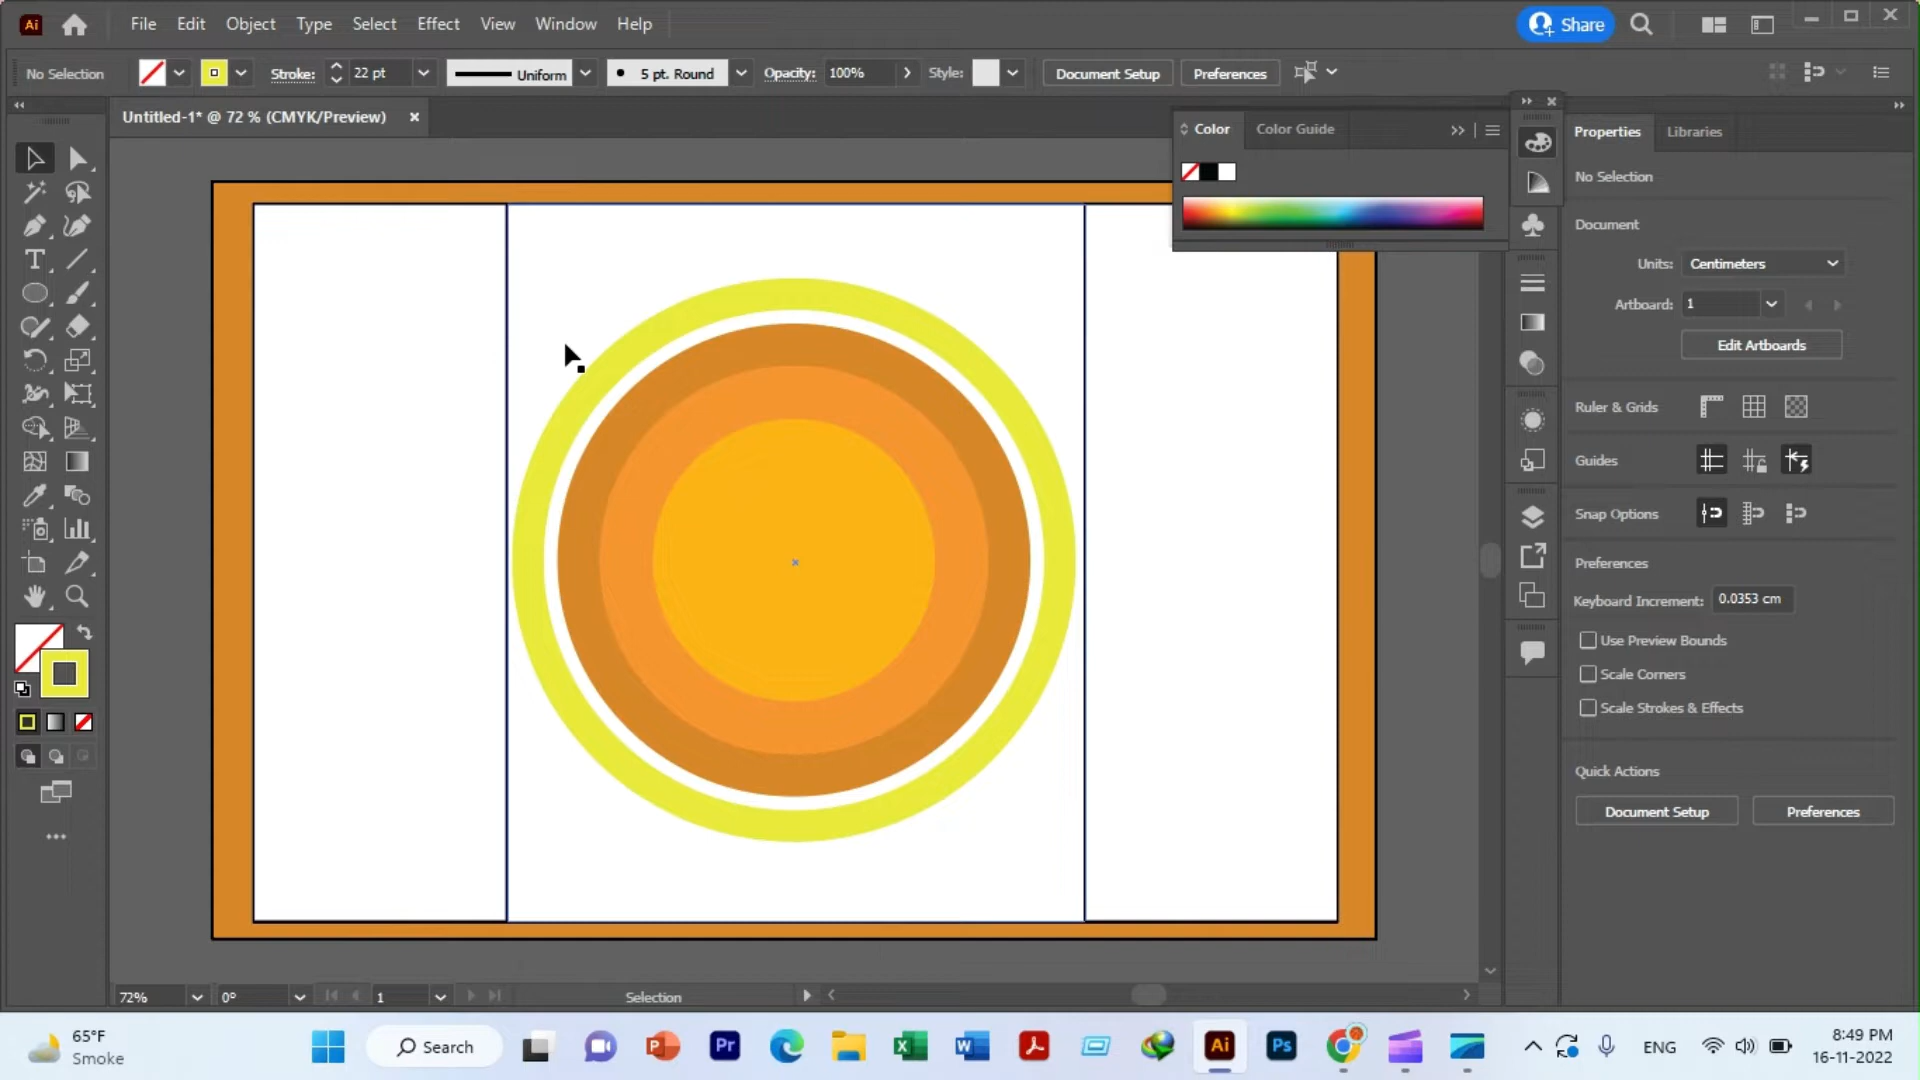 Ai
File Edit Object Type Select Effect View Window Help
Share
No Selection
Stroke: 22 pt
Uniform
5 pt. Round
Opacity: 100%
Style:
Document Setup
Preferences
Untitled-1* @ 72 % (CMYK/Preview)
Color
Color Guide
Properties
Libraries
No Selection
Document
Units: Centimeters
Artboard: 1
Edit Artboards
Ruler & Grids
Guides
Snap Options
Preferences
Keyboard Increment: 0.0353 cm
Use Preview Bounds
Scale Corners
Scale Strokes & Effects
Quick Actions
Document Setup
Preferences
72%
0°
1
Selection
65°F
Smoke
Search
P
Pr
X
W
Ai
Ps
ENG
8:49 PM
16-11-2022